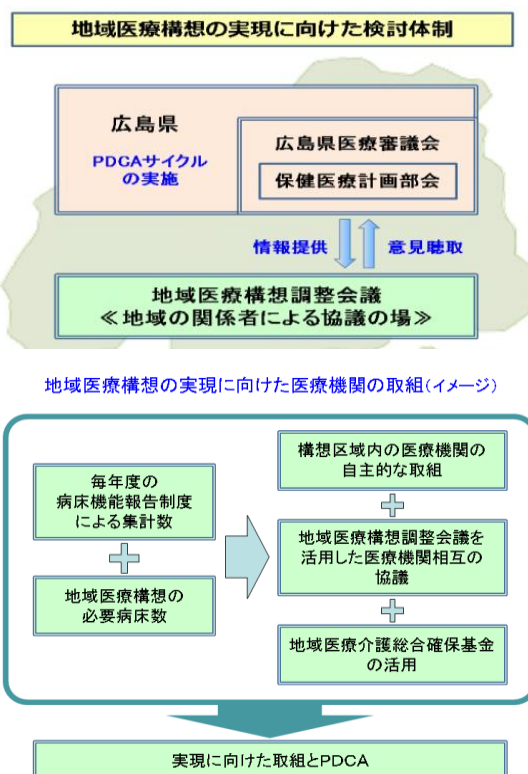 地域医療構想の実現に向けた検討体制
広島県
PDCAサイクル
の実施
広島県医療審議会
保健医療計画部会
情報提供
意見聴取
地域医療構想調整会議
≪地域の関係者による協議の場≫
地域医療構想の実現に向けた医療機関の取組(イメージ)
毎年度の
病床機能報告制度
による集計数
地域医療構想の
必要病床数
構想区域内の医療機関の
自主的な取組
地域医療構想調整会議を
活用した医療機関相互の
協議
地域医療介護総合確保基金
の活用
実現に向けた取組とPDCA